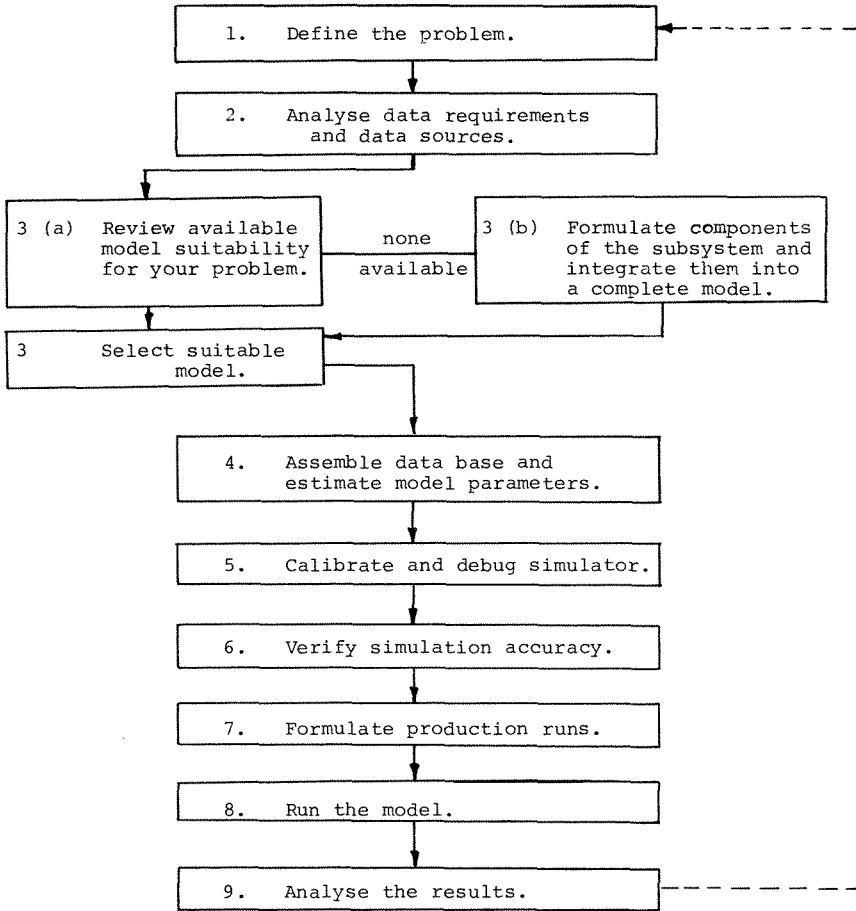 1. Define the problem.
2. Analyse data requirements
and data sources.
3 (a) Review available
model suitability
for your problem.
none
available
3 (b) Formulate components
of the subsystem and
integrate them into
a complete model.
3 Select suitable
model.
4. Assemble data base and
estimate model parameters.
5. Calibrate and debug simulator.
6. Verify simulation accuracy.
7. Formulate production runs.
8. Run the model.
9. Analyse the results.